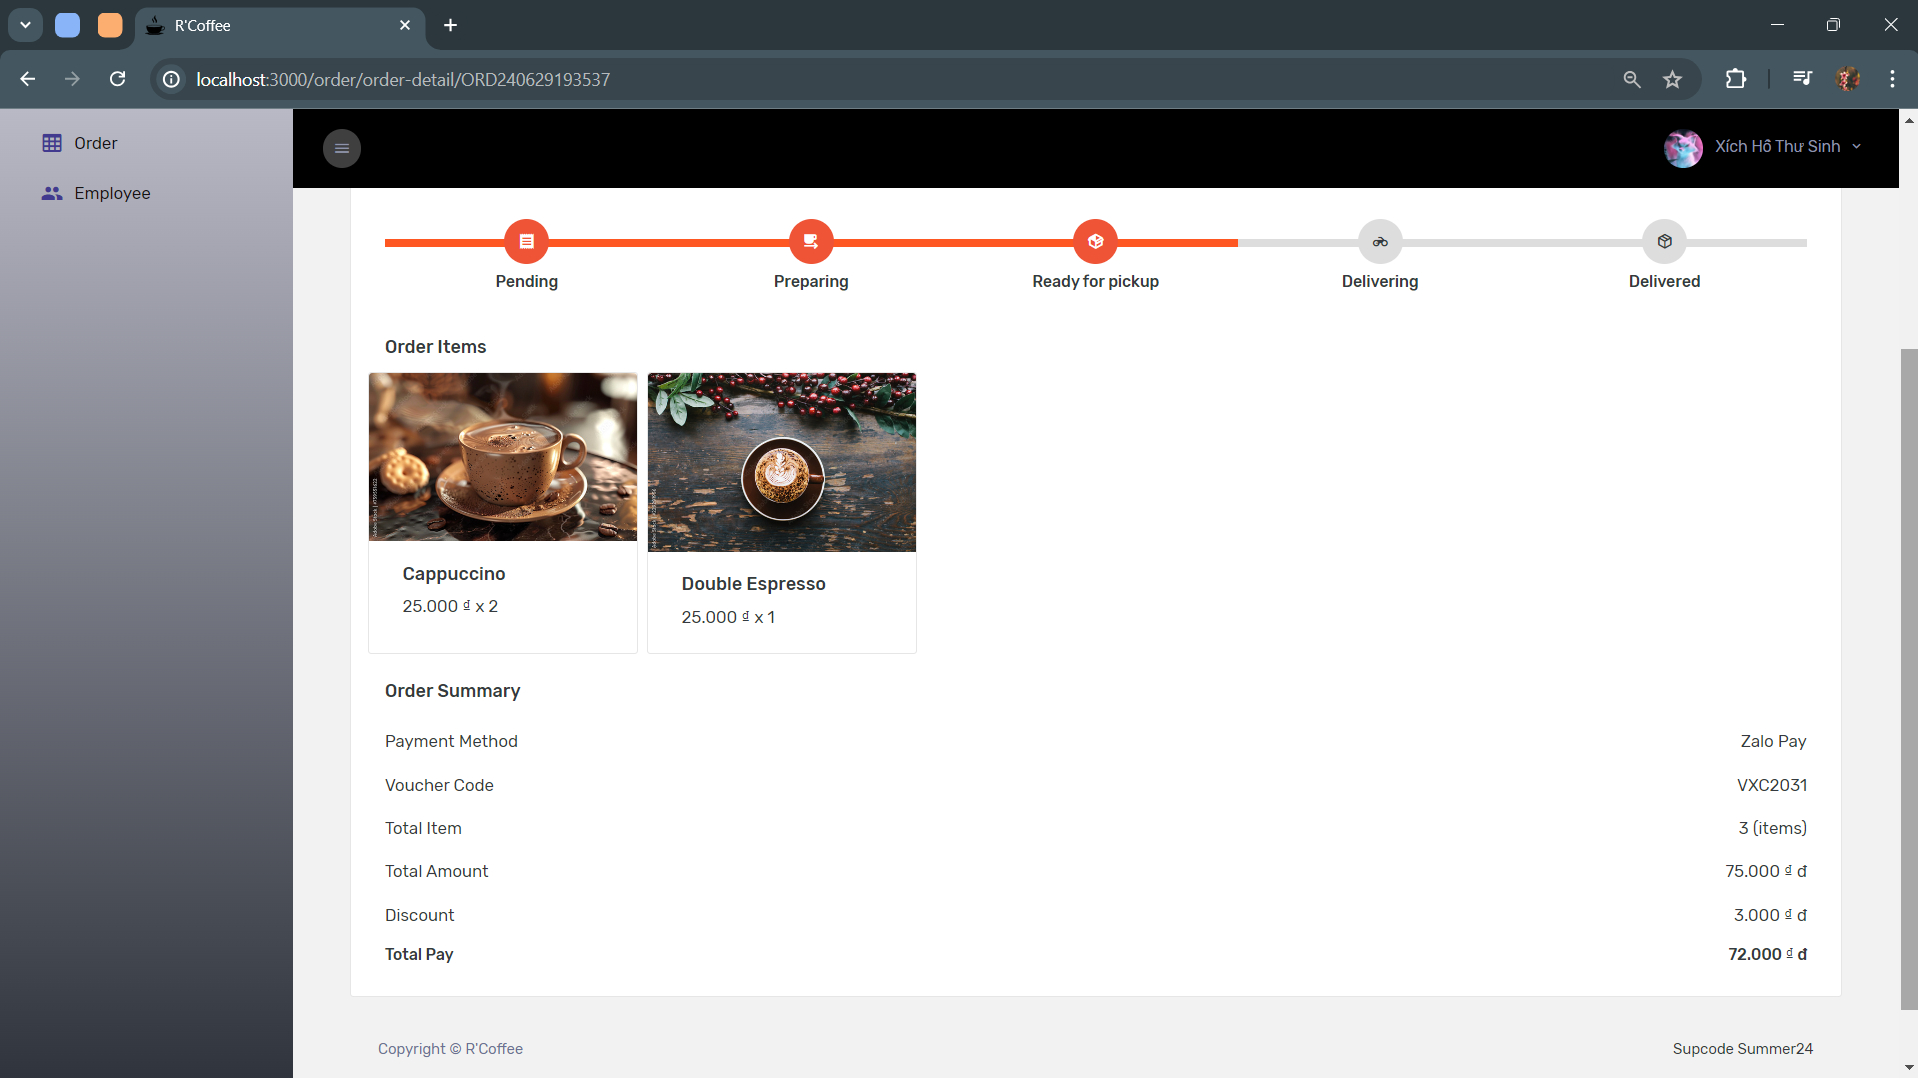 R'Coffee
localhost:3000/order/order-detail/ORD240629193537
Order
Employee
Xích Hồ Thư Sinh
Pending
Preparing
Ready for pickup
Delivering
Delivered
Order Items
Cappuccino
25.000 ₫ x 2
Double Espresso
25.000 ₫ x 1
Order Summary
Payment Method
Zalo Pay
Voucher Code
VXC2031
Total Item
3 (items)
Total Amount
75.000 ₫ đ
Discount
3.000 ₫ đ
Total Pay
72.000 ₫ đ
Copyright © R'Coffee
Supcode Summer24